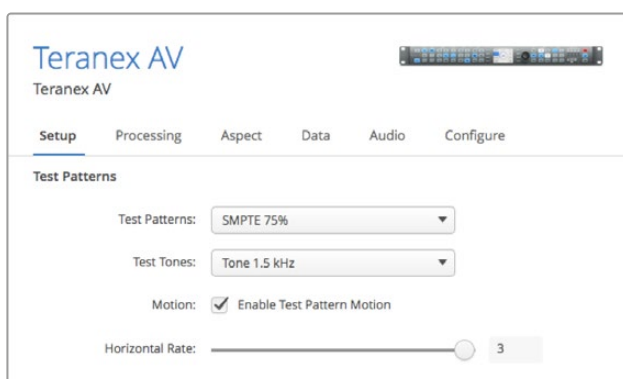 Teranex AV
Teranex AV
Setup Processing Aspect Data Audio Configure
Test Patterns
Test Patterns: SMPTE 75%
Test Tones: Tone 1.5 kHz
Motion: Enable Test Pattern Motion
Horizontal Rate: 3